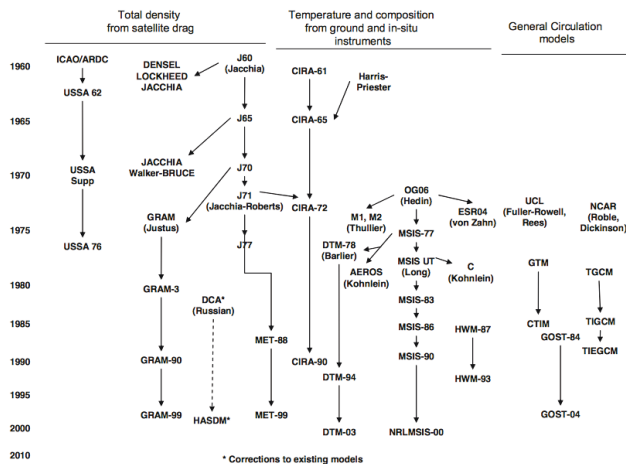 Total density
from satellite drag
Temperature and composition
from ground and in-situ
instruments
General Circulation
models
1960
1965
1970
1975
1980
1985
1990
1995
2000
2010
ICAO/ARDC
USSA 62
USSA
Supp
USSA 76
DENSEL
LOCKHEED
JACCHIA
J60
(Jacchia)
J65
JACCHIA
Walker-BRUCE
J70
J71
(Jacchia-Roberts)
GRAM
(Justus)
J77
GRAM-3
DCA*
(Russian)
MET-88
GRAM-90
GRAM-99
HASDM*
MET-99
CIRA-61
Harris-
Priester
CIRA-65
CIRA-72
OG06
(Hedin)
M1, M2
(Thullier)
ESR04
(von Zahn)
MSIS-77
DTM-78
(Barlier)
MSIS UT
(Long)
AEROS
(Kohnlein)
C
(Kohnlein)
MSIS-83
MSIS-86
HWM-87
CIRA-90
MSIS-90
DTM-94
HWM-93
DTM-03
NRLMSIS-00
UCL
(Fuller-Rowell,
Rees)
NCAR
(Roble,
Dickinson)
GTM
TGCM
CTIM
TIGCM
GOST-84
TIEGCM
GOST-04
* Corrections to existing models